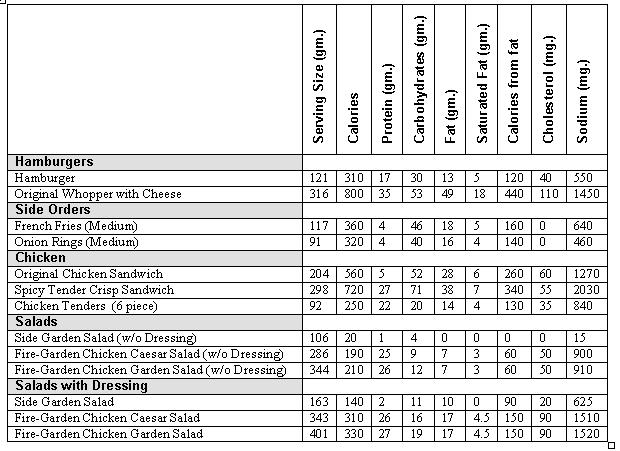 Serving Size (gm.) Calories Protein (gm.) Carbohydrates (gm.) Fat (gm.) Saturated Fat (gm.) Calories from fat Cholesterol (mg.) Sodium (mg.)
Hamburgers
Hamburger 121 310 17 30 13 5 120 40 550
Original Whopper with Cheese 316 800 35 53 49 18 440 110 1450
Side Orders
French Fries (Medium) 117 360 4 46 18 5 160 0 640
Onion Rings (Medium) 91 320 4 40 16 4 140 0 460
Chicken
Original Chicken Sandwich 204 560 5 52 28 6 260 60 1270
Spicy Tender Crisp Sandwich 298 720 27 71 38 7 340 55 2030
Chicken Tenders (6 piece) 92 250 22 20 14 4 130 35 840
Salads
Side Garden Salad (w/o Dressing) 106 20 1 4 0 0 0 0 15
Fire-Garden Chicken Caesar Salad (w/o Dressing) 286 190 25 9 7 3 60 50 900
Fire-Garden Chicken Garden Salad (w/o Dressing) 344 210 26 12 7 3 60 50 910
Salads with Dressing
Side Garden Salad 163 140 2 11 10 0 90 20 625
Fire-Garden Chicken Caesar Salad 343 310 26 16 17 4.5 150 90 1510
Fire-Garden Chicken Garden Salad 401 330 27 19 17 4.5 150 90 1520